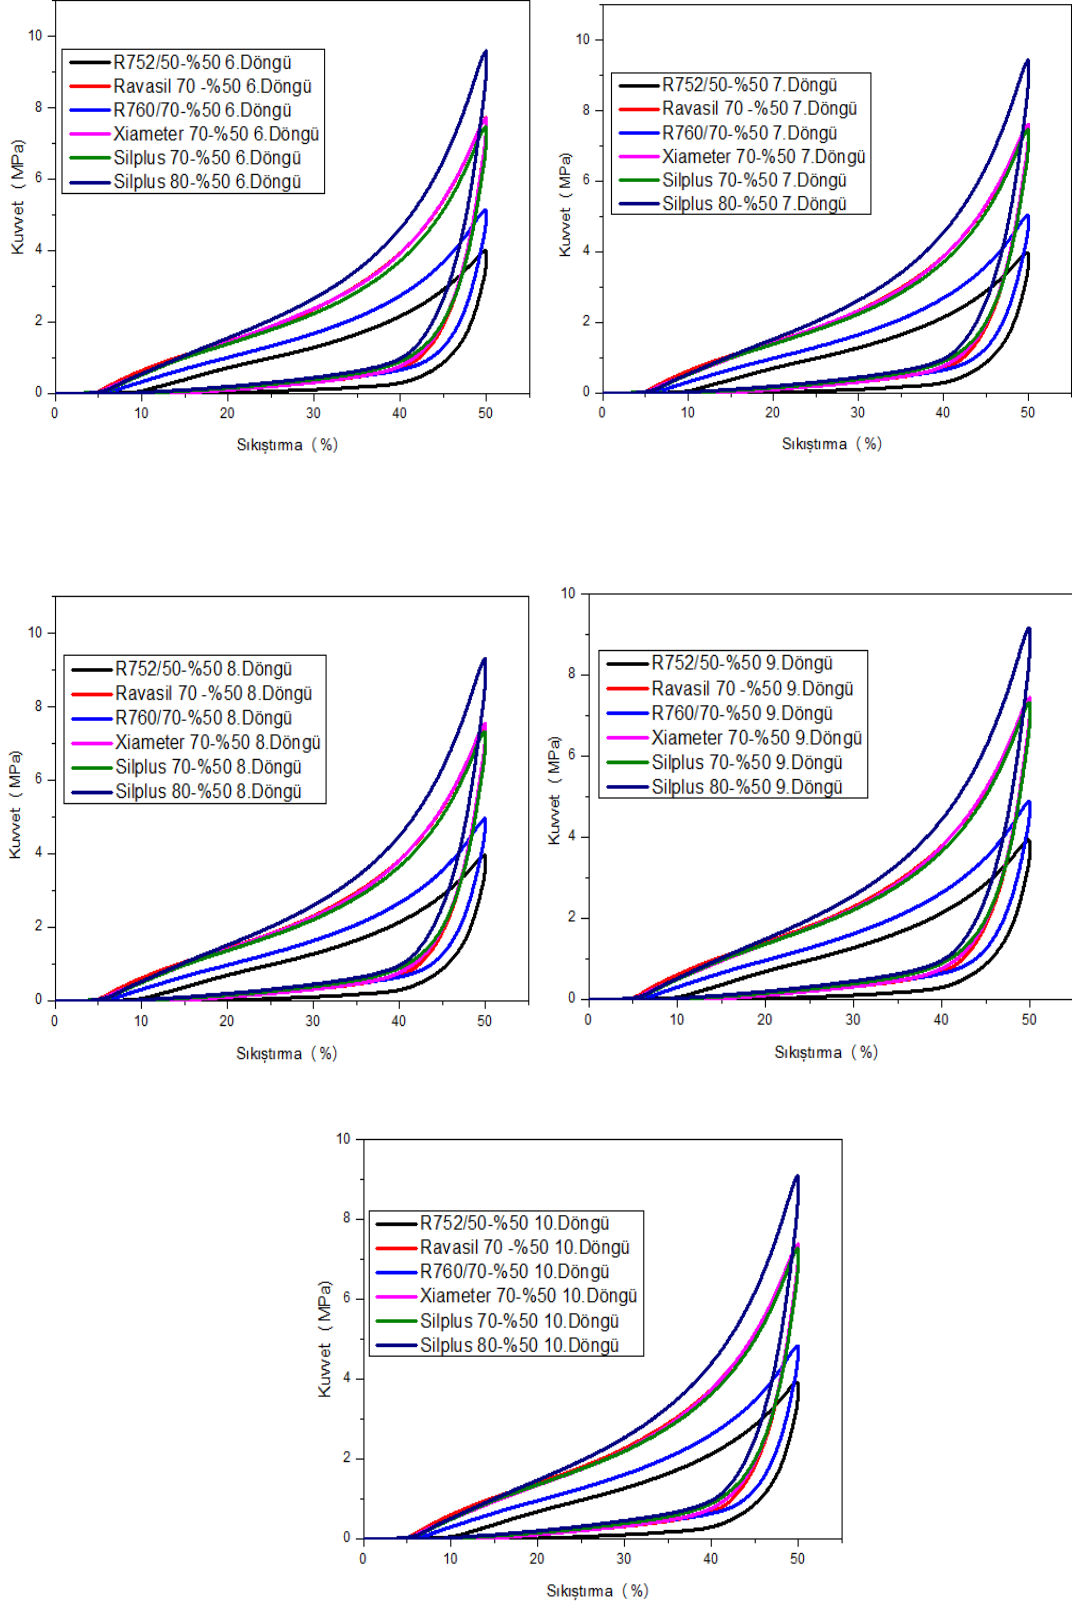 10
8
6
4
2
0
Kuvvet ( MPa)
R752/50-%50 6.Döngü
Ravasil 70 -%50 6.Döngü
R760/70-%50 6.Döngü
Xiameter 70-%50 6.Döngü
Silplus 70-%50 6.Döngü
Silplus 80-%50 6.Döngü
0 10 20 30 40 50
Sıkıştırma ( %)
10
8
6
4
2
0
Kuvvet ( MPa)
R752/50-%50 7.Döngü
Ravasil 70 -%50 7.Döngü
R760/70-%50 7.Döngü
Xiameter 70-%50 7.Döngü
Silplus 70-%50 7.Döngü
Silplus 80-%50 7.Döngü
0 10 20 30 40 50
Sıkıştırma ( %)
10
8
6
4
2
0
Kuvvet ( MPa)
R752/50-%50 8.Döngü
Ravasil 70 -%50 8.Döngü
R760/70-%50 8.Döngü
Xiameter 70-%50 8.Döngü
Silplus 70-%50 8.Döngü
Silplus 80-%50 8.Döngü
0 10 20 30 40 50
Sıkıştırma ( %)
10
8
6
4
2
0
Kuvvet ( MPa)
R752/50-%50 9.Döngü
Ravasil 70 -%50 9.Döngü
R760/70-%50 9.Döngü
Xiameter 70-%50 9.Döngü
Silplus 70-%50 9.Döngü
Silplus 80-%50 9.Döngü
0 10 20 30 40 50
Sıkıştırma ( %)
10
8
6
4
2
0
Kuvvet ( MPa)
R752/50-%50 10.Döngü
Ravasil 70 -%50 10.Döngü
R760/70-%50 10.Döngü
Xiameter 70-%50 10.Döngü
Silplus 70-%50 10.Döngü
Silplus 80-%50 10.Döngü
0 10 20 30 40 50
Sıkıştırma ( %)